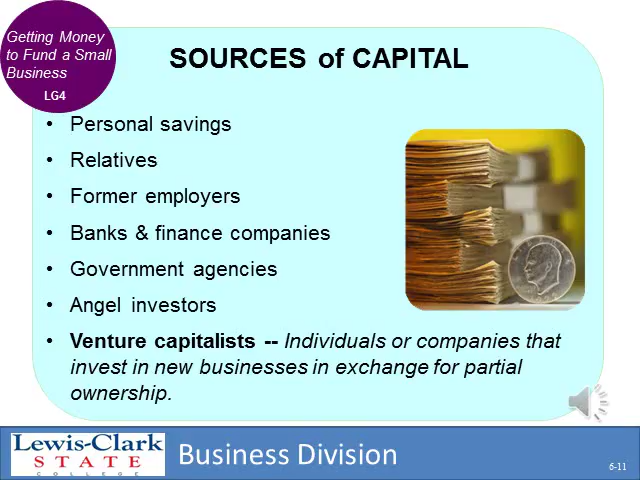 Getting Money
to Fund a Small
Business
LG4
SOURCES of CAPITAL
• Personal savings
• Relatives
• Former employers
• Banks & finance companies
• Government agencies
• Angel investors
• Venture capitalists -- Individuals or companies that
invest in new businesses in exchange for partial
ownership.
Lewis-Clark
STATE
COLLEGE
Business Division
6-11